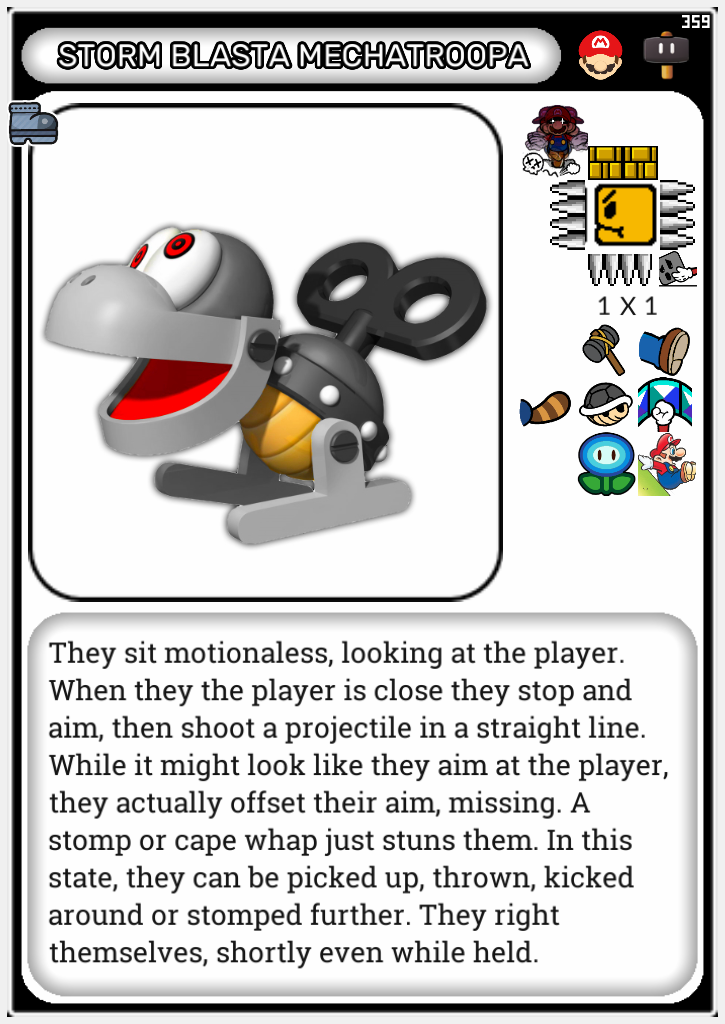 359
STORM BLASTA MECHATROOPA
1 X 1
They sit motionaless, looking at the player.
When they the player is close they stop and
aim, then shoot a projectile in a straight line.
While it might look like they aim at the player,
they actually offset their aim, missing. A
stomp or cape whap just stuns them. In this
state, they can be picked up, thrown, kicked
around or stomped further. They right
themselves, shortly even while held.